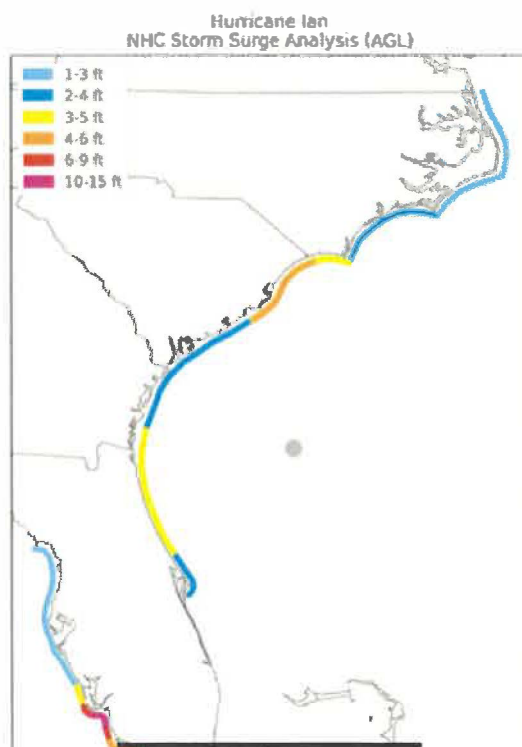 Hurricane Ian
NHC Storm Surge Analysis (AGL)
1-3 ft
2-4 ft
3-5 ft
4-6 ft
6-9 ft
10-15 ft